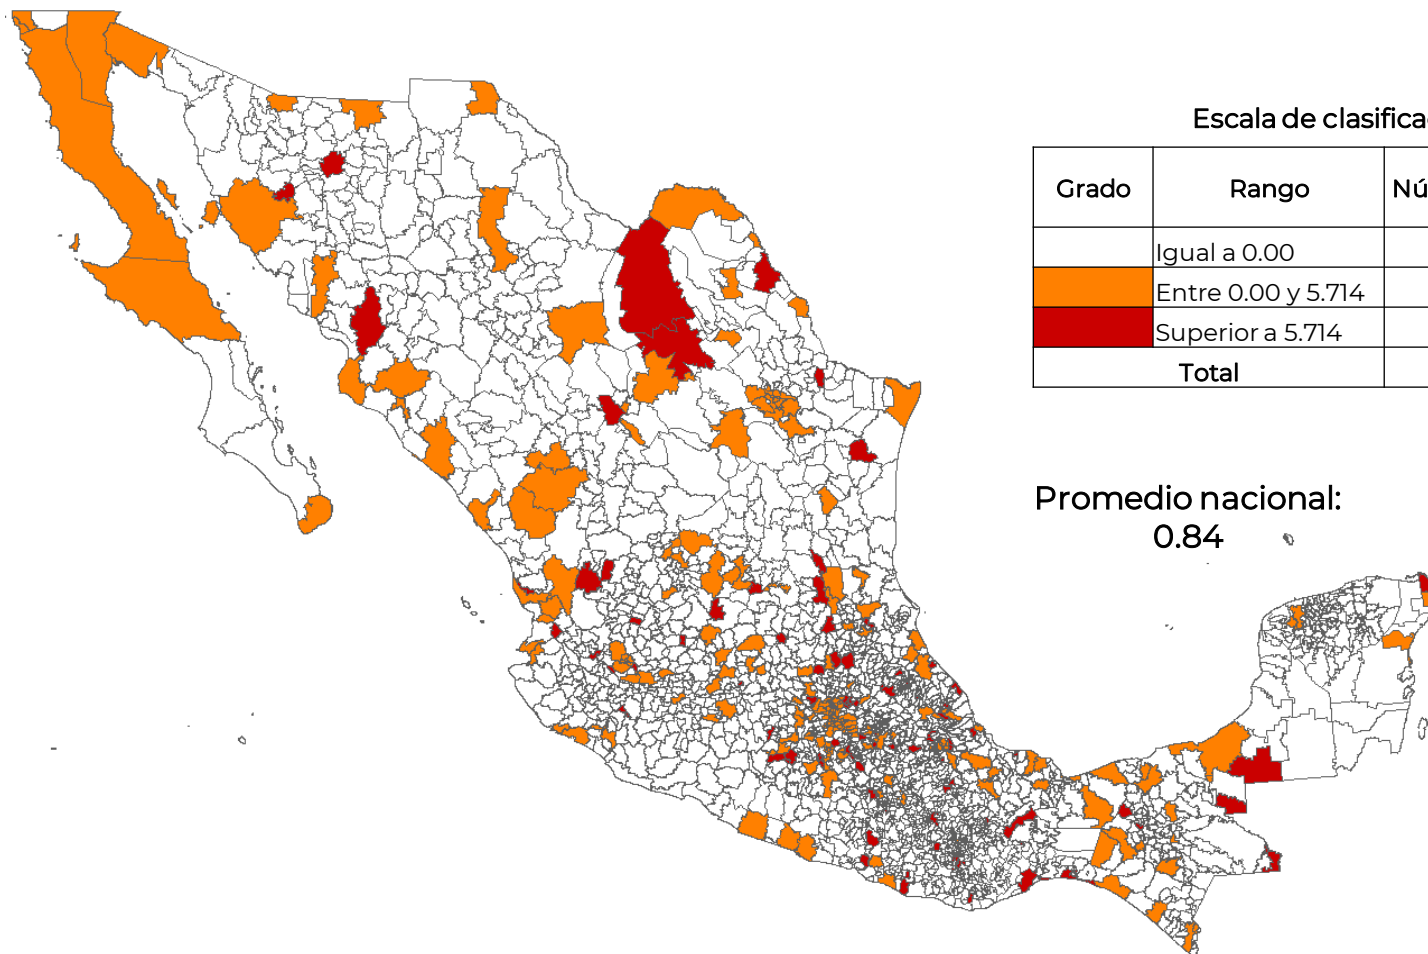 Escala de clasifica
Grado Rango Nú
Igual a 0.00
Entre 0.00 y 5.714
Superior a 5.714
Total
Promedio nacional:
0.84